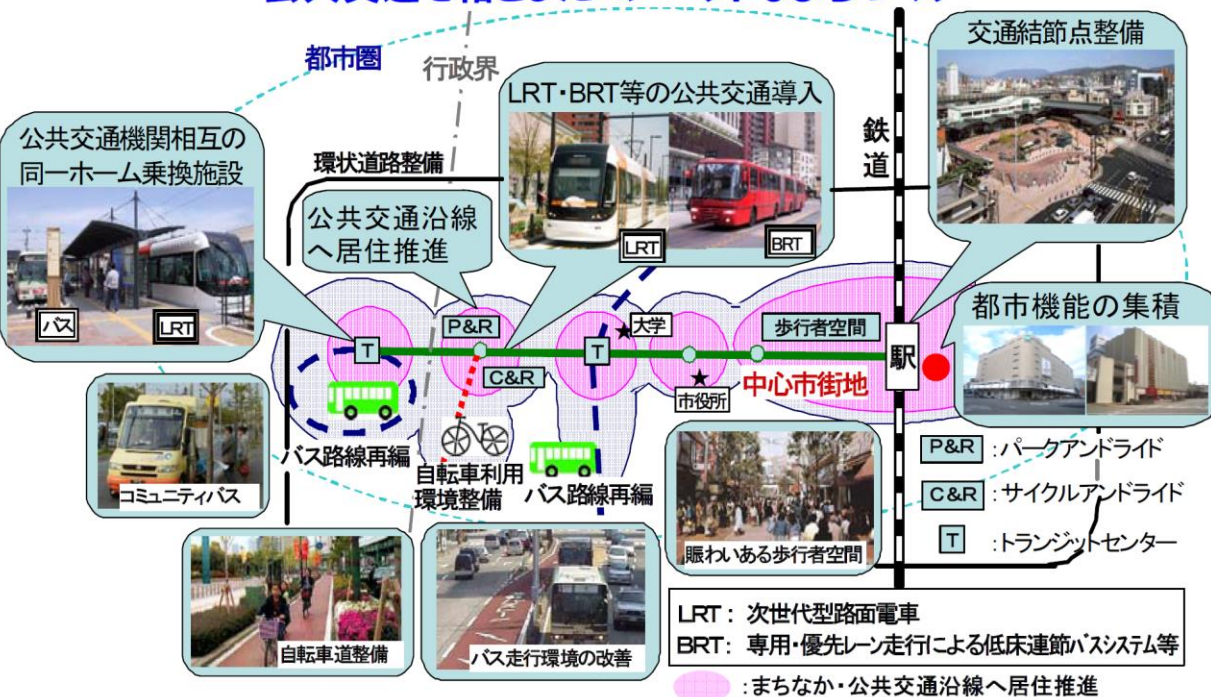 都市圏
行政界
交通結節点整備
LRT・BRT等の公共交通導入
LRT
BRT
鉄道
公共交通機関相互の
同一ホーム乗換施設
バス
LRT
環状道路整備
公共交通沿線
へ居住推進
都市機能の集積
P&R
C&R
T
T
大学
市役所
歩行者空間
中心市街地
駅
バス路線再編
コミュニティバス
自転車利用
環境整備
バス路線再編
自転車道整備
バス走行環境の改善
賑わいある歩行者空間
P&R :パークアンドライド
C&R :サイクルアンドライド
T :トランジットセンター
LRT: 次世代型路面電車
BRT: 専用・優先レーン走行による低床連節バスシステム等
:まちなか・公共交通沿線へ居住推進